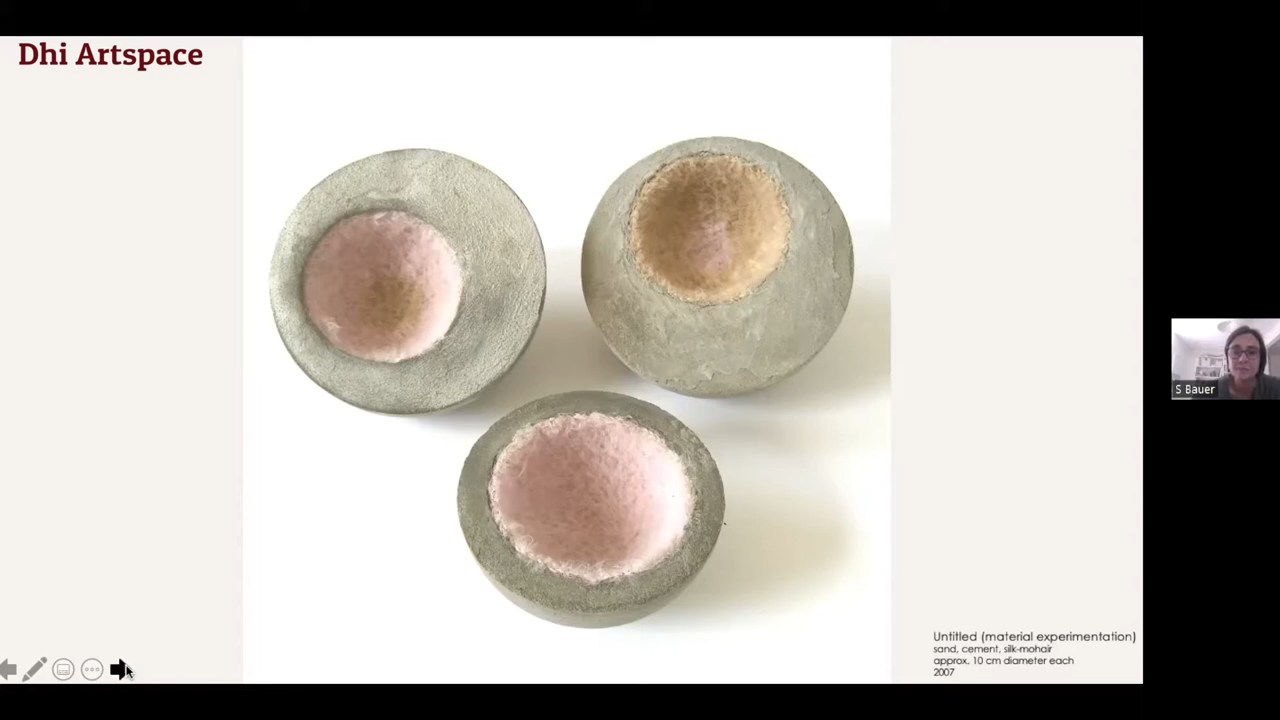 Dhi Artspace
S Bauer
Untitled (material experimentation)
sand, cement, silk-mohair
approx. 10 cm diameter each
2007